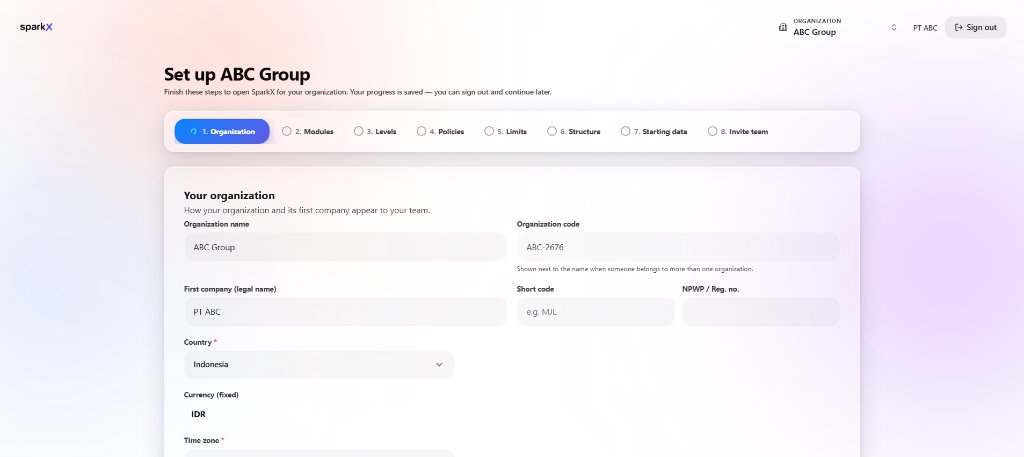 sparkX
ORGANIZATION
ABC Group
PT ABC
Sign out
Set up ABC Group
Finish these steps to open SparkX for your organization. Your progress is saved — you can sign out and continue later.
1. Organization
2. Modules
3. Levels
4. Policies
5. Limits
6. Structure
7. Starting data
8. Invite team
Your organization
How your organization and its first company appear to your team.
Organization name
Organization code
ABC Group
ABC-2676
Shown next to the name when someone belongs to more than one organization.
First company (legal name)
Short code
NPWP / Reg. no.
PT ABC
e.g. MJL
Country *
Indonesia
Currency (fixed)
IDR
Time zone *